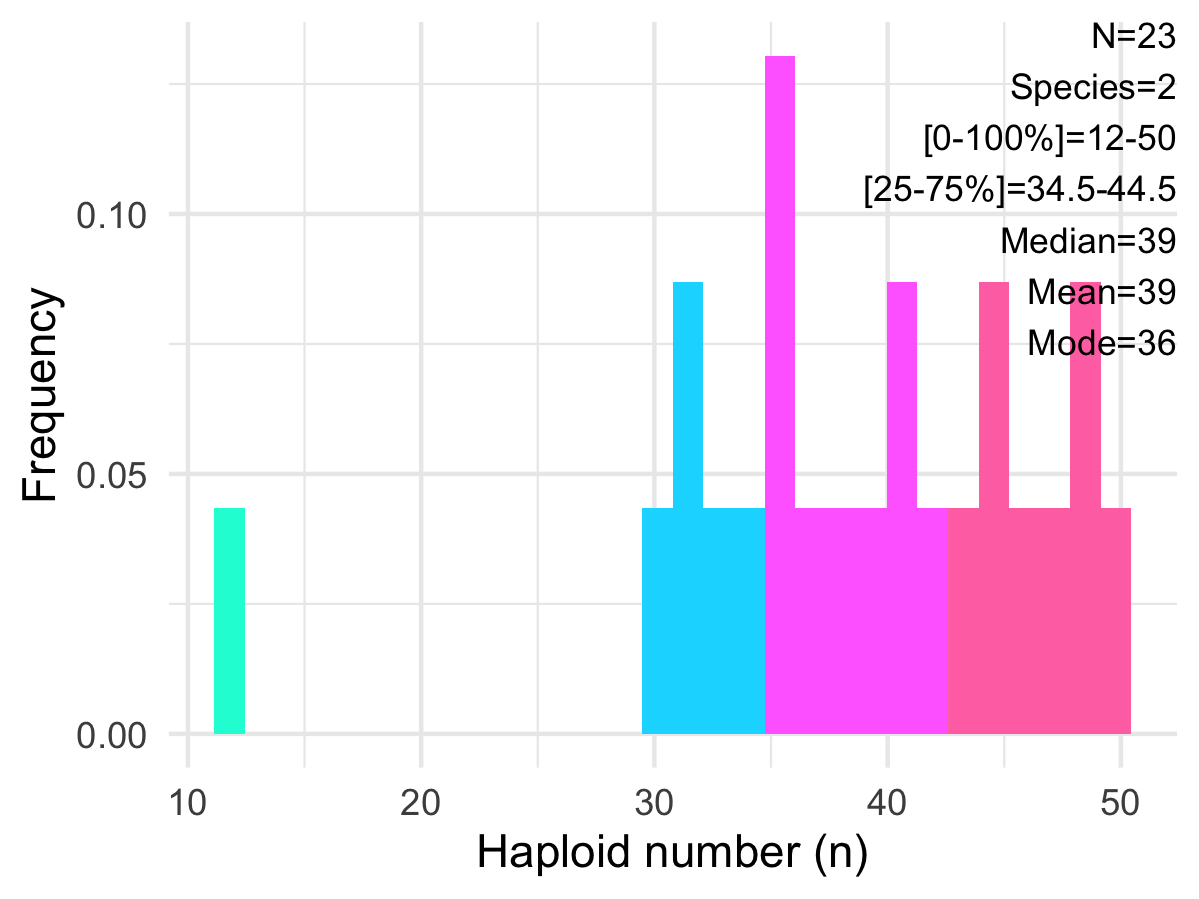 N=23
Species=2
[0-100%]=12-50
[25-75%]=34.5-44.5
Median=39
Mean=39
Mode=36
Frequency
0.10
0.05
0.00
10 20 30 40 50
Haploid number (n)